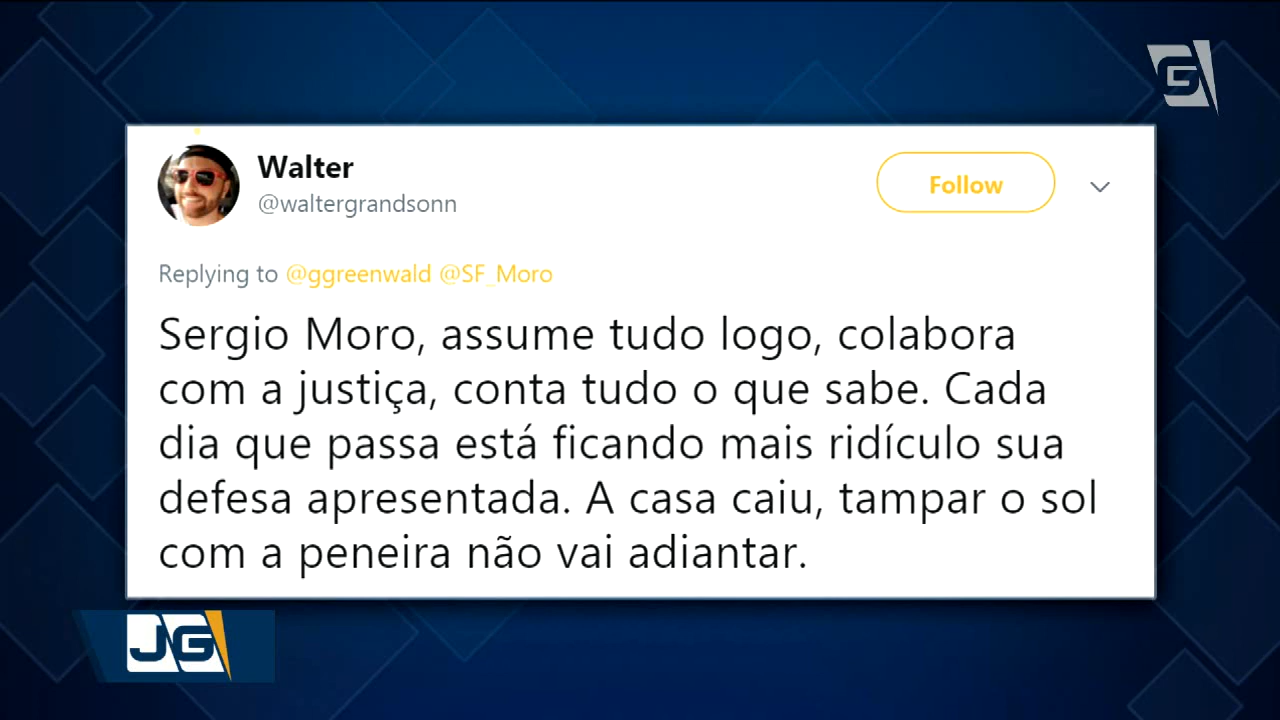 G
Walter
Follow
@waltergrandsonn
Replying to @ggreenwald @SF_Moro
Sergio Moro, assume tudo logo, colabora
com a justiça, conta tudo o que sabe. Cada
dia que passa está ficando mais ridículo sua
defesa apresentada. A casa caiu, tampar o sol
com a peneira não vai adiantar.
JG